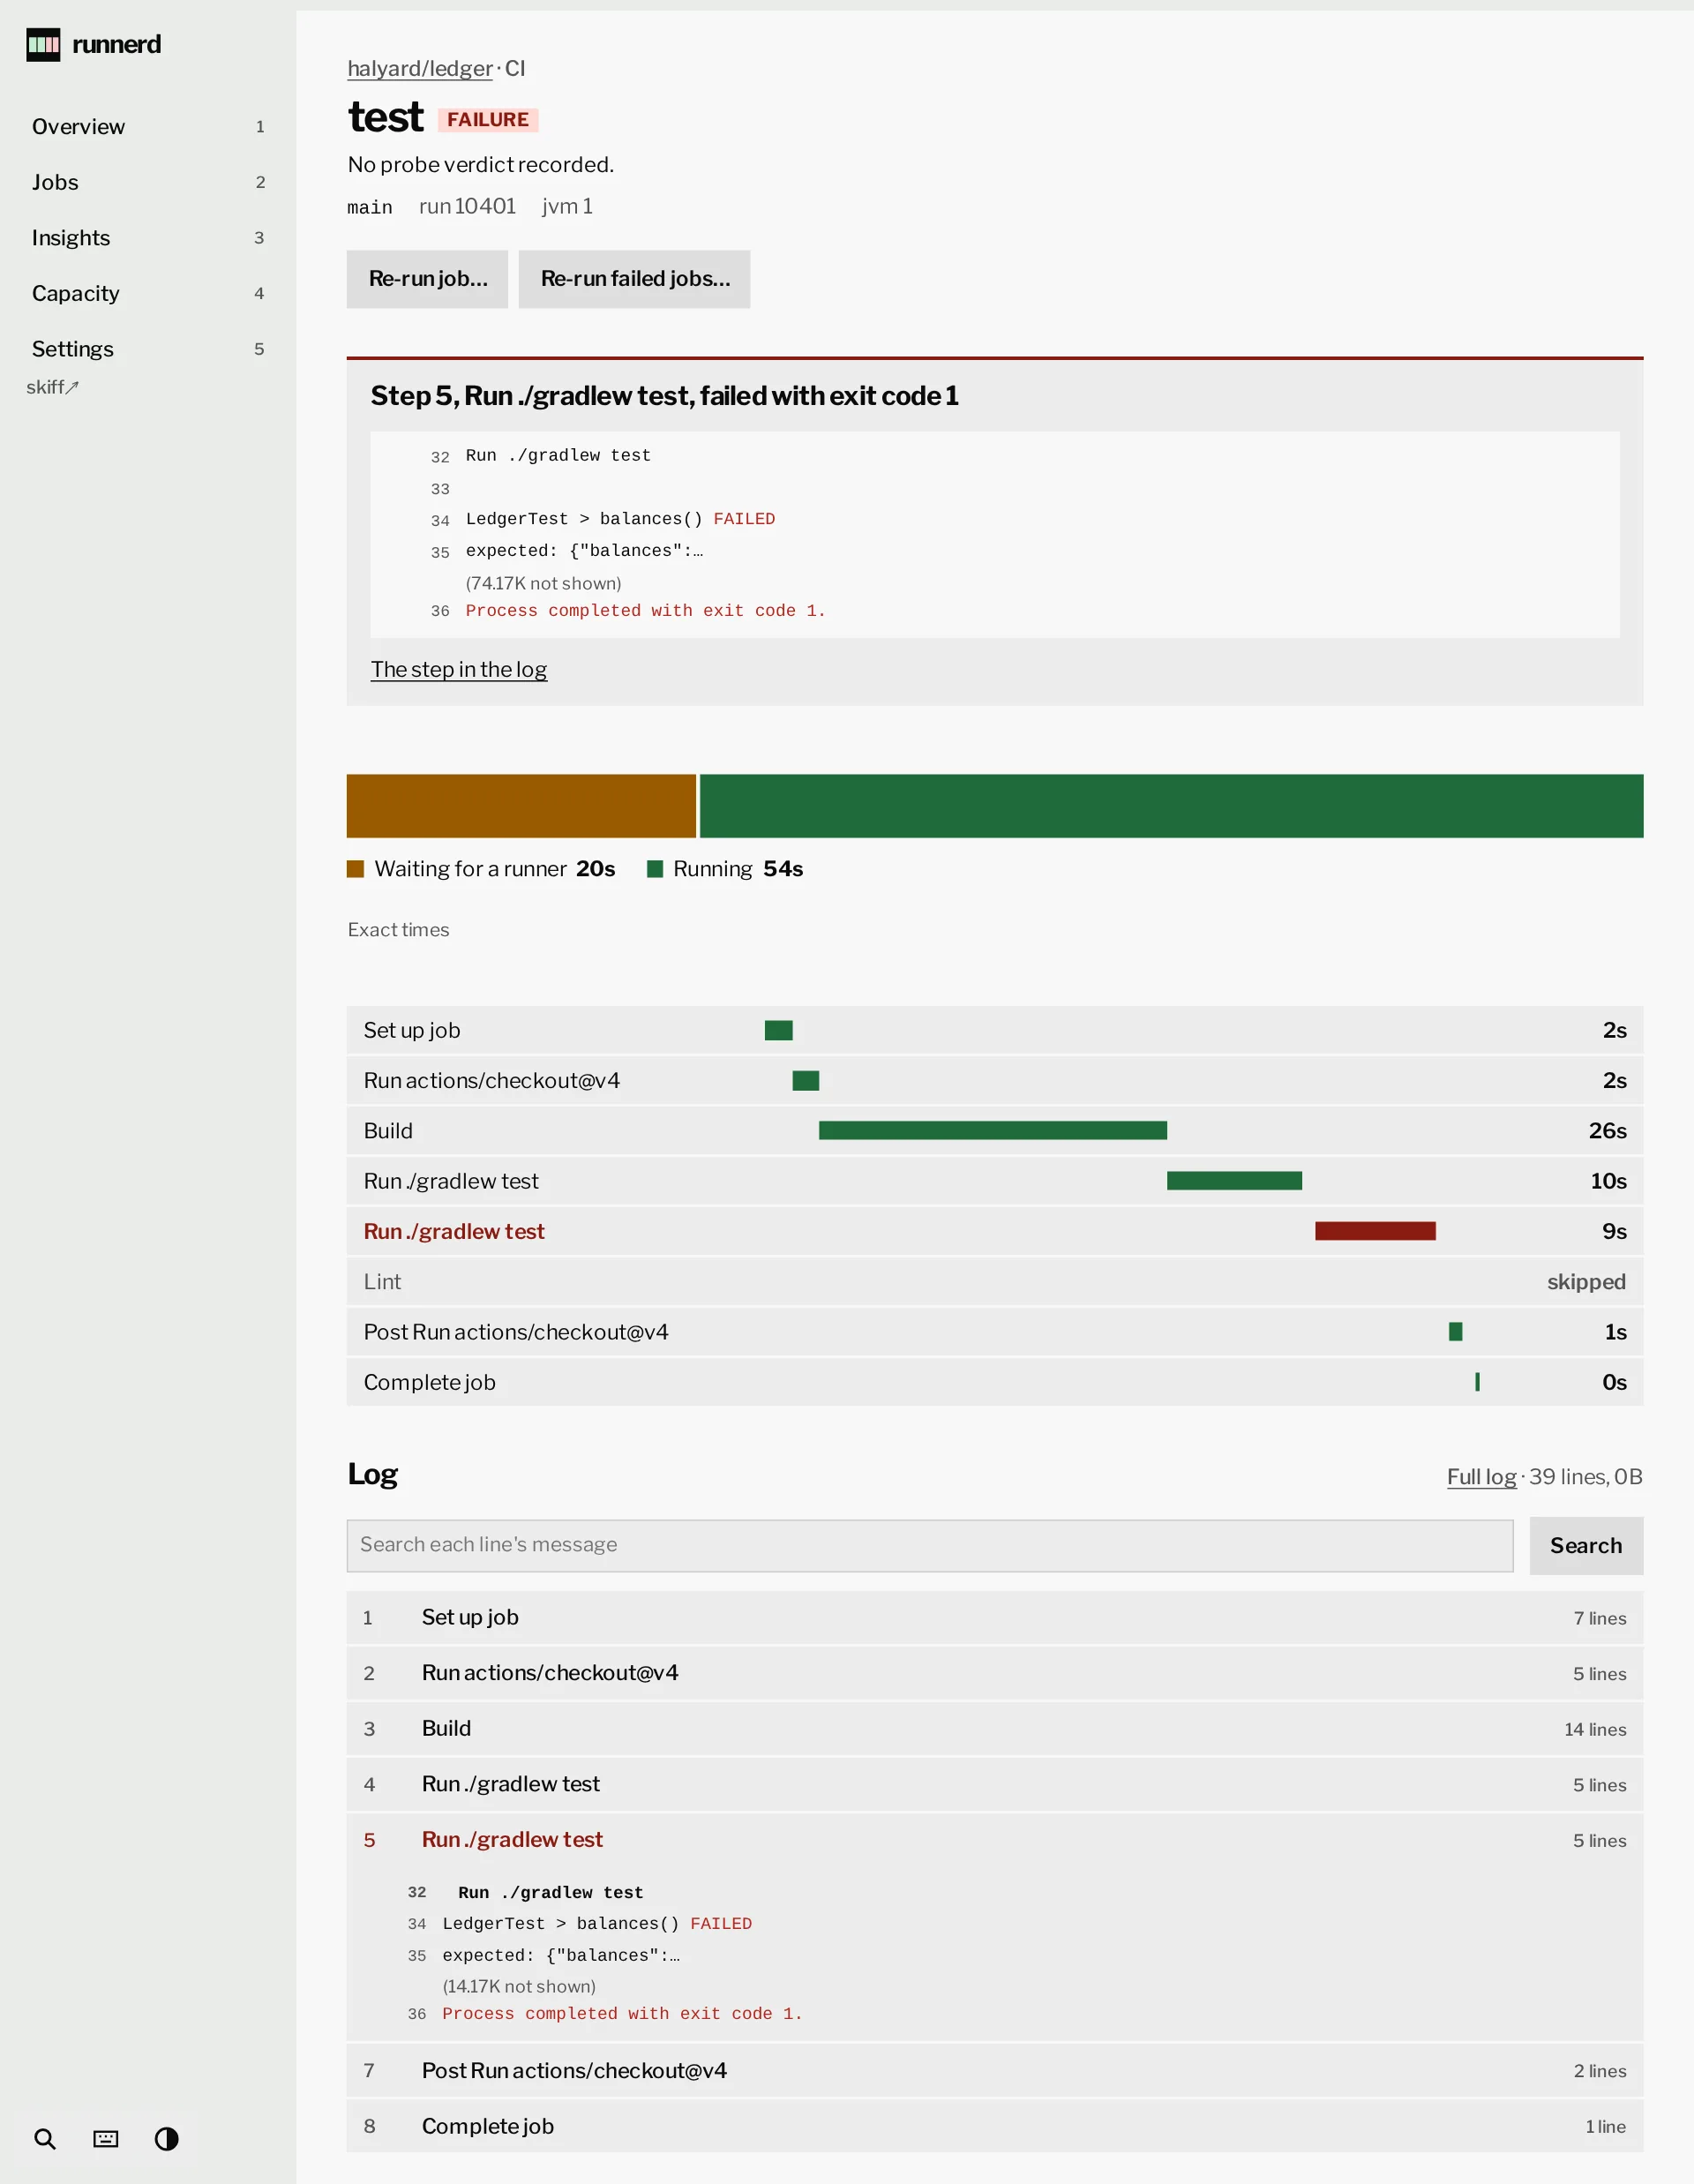 runnerd
Overview 1
Jobs 2
Insights 3
Capacity 4
Settings 5
skiff↗
halyard/ledger · CI
test FAILURE
No probe verdict recorded.
main run 10401 jvm 1
Re-run job… Re-run failed jobs…
Step 5, Run ./gradlew test, failed with exit code 1
32 Run ./gradlew test
33
34 LedgerTest > balances() FAILED
35 expected: {"balances":…
(74.17K not shown)
36 Process completed with exit code 1.
The step in the log
Waiting for a runner 20s Running 54s
Exact times
Set up job 2s
Run actions/checkout@v4 2s
Build 26s
Run ./gradlew test 10s
Run ./gradlew test 9s
Lint skipped
Post Run actions/checkout@v4 1s
Complete job 0s
Log Full log · 39 lines, 0B
Search each line's message Search
1 Set up job 7 lines
2 Run actions/checkout@v4 5 lines
3 Build 14 lines
4 Run ./gradlew test 5 lines
5 Run ./gradlew test 5 lines
32 Run ./gradlew test
34 LedgerTest > balances() FAILED
35 expected: {"balances":…
(14.17K not shown)
36 Process completed with exit code 1.
7 Post Run actions/checkout@v4 2 lines
8 Complete job 1 line